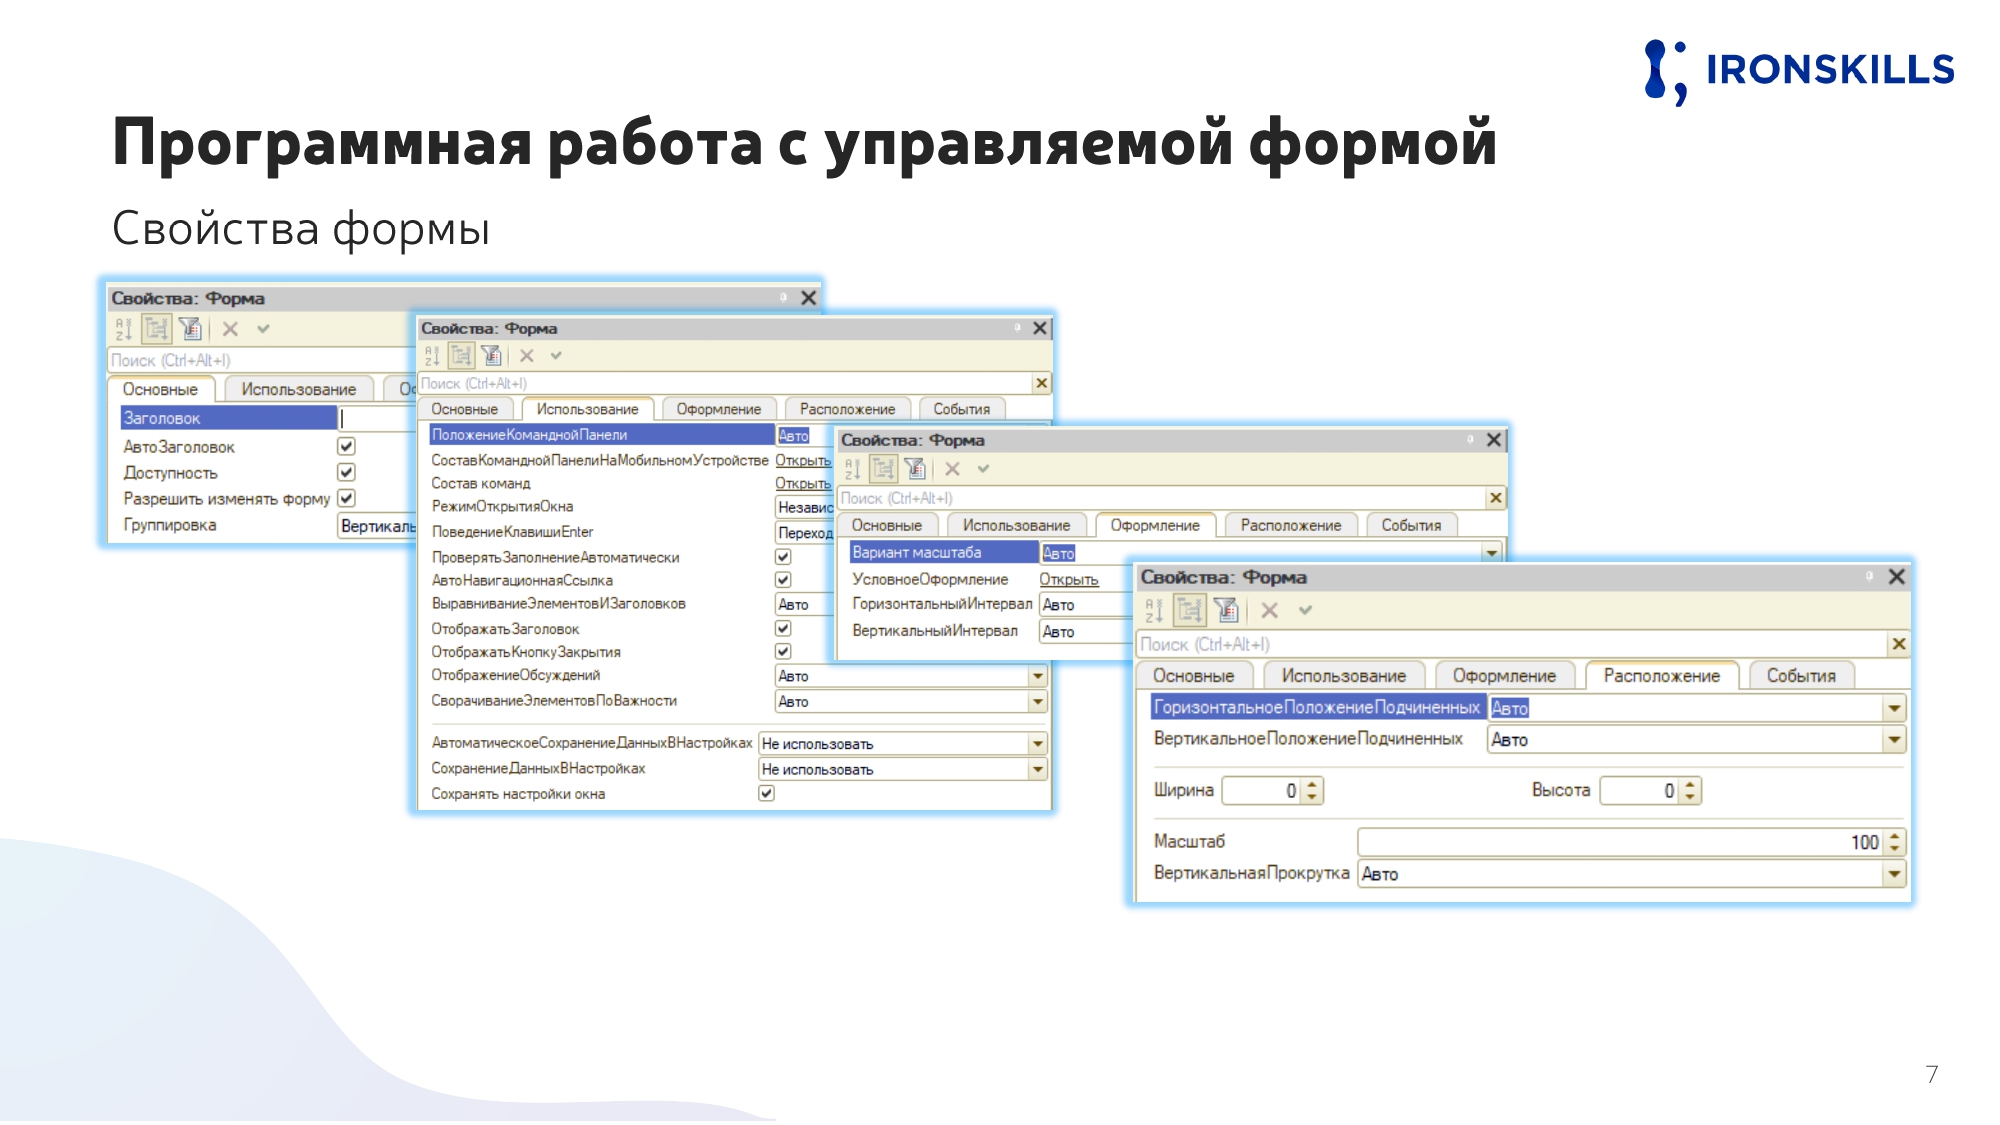 IRONSKILLS
Программная работа с управляемой формой
Свойства формы
Свойства: Форма
Поиск (Ctrl+Alt+I)
Основные Использование
Заголовок
АвтоЗаголовок
Доступность
Разрешить изменять форму
Группировка
Свойства: Форма
Поиск (Ctrl+Alt+I)
Основные Использование Оформление Расположение События
ПоложениеКоманднойПанели Авто
СоставКоманднойПанелиНаМобильномУстройстве Открыть
Состав команд Открыть
РежимОткрытияОкна
ПоведениеКлавишиEnter
ПроверятьЗаполнениеАвтоматически
АвтоНавигационнаяСсылка
ВыравниваниеЭлементовИЗаголовков Авто
ОтображатьЗаголовок
ОтображатьКнопкуЗакрытия
ОтображениеОбсуждений Авто
СворачиваниеЭлементовПоВажности Авто
АвтоматическоеСохранениеДанныхВНастройках Не использовать
СохранениеДанныхВНастройках Не использовать
Сохранять настройки окна
Свойства: Форма
Поиск (Ctrl+Alt+I)
Основные Использование Оформление Расположение События
Вариант масштаба Авто
УсловноеОформление Открыть
ГоризонтальныйИнтервал Авто
ВертикальныйИнтервал Авто
Свойства: Форма
Поиск (Ctrl+Alt+I)
Основные Использование Оформление Расположение События
ГоризонтальноеПоложениеПодчиненных Авто
ВертикальноеПоложениеПодчиненных Авто
Ширина 0 Высота 0
Масштаб 100
ВертикальнаяПрокрутка Авто
7